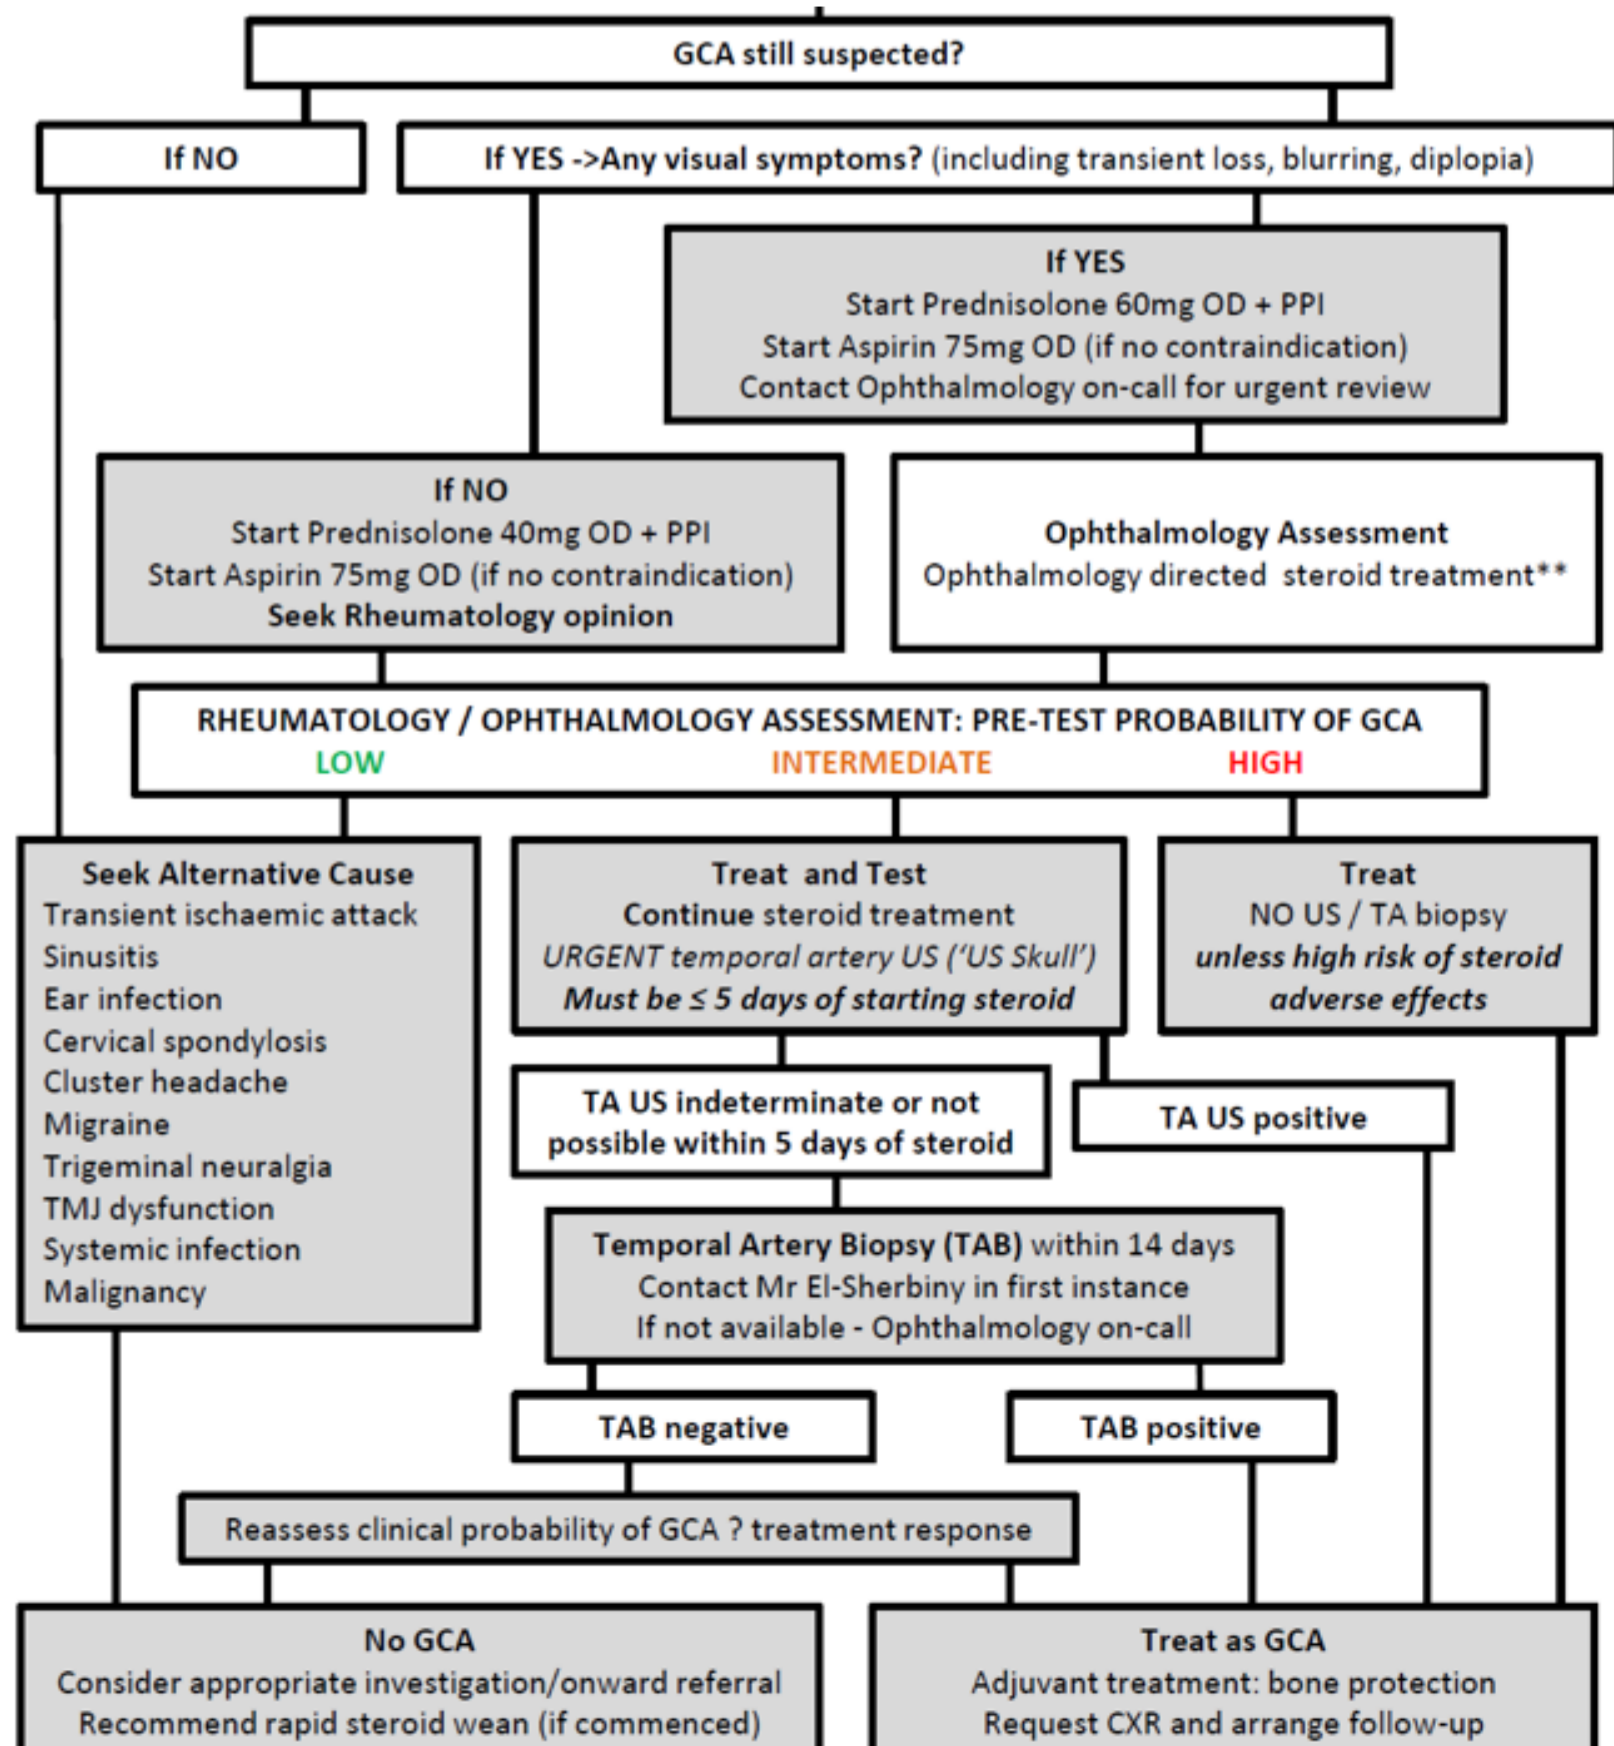 GCA still suspected?
If NO
If YES ->Any visual symptoms? (including transient loss, blurring, diplopia)
If YES
Start Prednisolone 60mg OD + PPI
Start Aspirin 75mg OD (if no contraindication)
Contact Ophthalmology on-call for urgent review
If NO
Start Prednisolone 40mg OD + PPI
Start Aspirin 75mg OD (if no contraindication)
Seek Rheumatology opinion
Ophthalmology Assessment
Ophthalmology directed steroid treatment**
RHEUMATOLOGY / OPHTHALMOLOGY ASSESSMENT: PRE-TEST PROBABILITY OF GCA
LOW INTERMEDIATE HIGH
Seek Alternative Cause
Transient ischaemic attack
Sinusitis
Ear infection
Cervical spondylosis
Cluster headache
Migraine
Trigeminal neuralgia
TMJ dysfunction
Systemic infection
Malignancy
Treat and Test
Continue steroid treatment
URGENT temporal artery US ('US Skull')
Must be ≤ 5 days of starting steroid
Treat
NO US / TA biopsy
unless high risk of steroid
adverse effects
TA US indeterminate or not
possible within 5 days of steroid
TA US positive
Temporal Artery Biopsy (TAB) within 14 days
Contact Mr El-Sherbiny in first instance
If not available - Ophthalmology on-call
TAB negative
TAB positive
Reassess clinical probability of GCA ? treatment response
No GCA
Consider appropriate investigation/onward referral
Recommend rapid steroid wean (if commenced)
Treat as GCA
Adjuvant treatment: bone protection
Request CXR and arrange follow-up